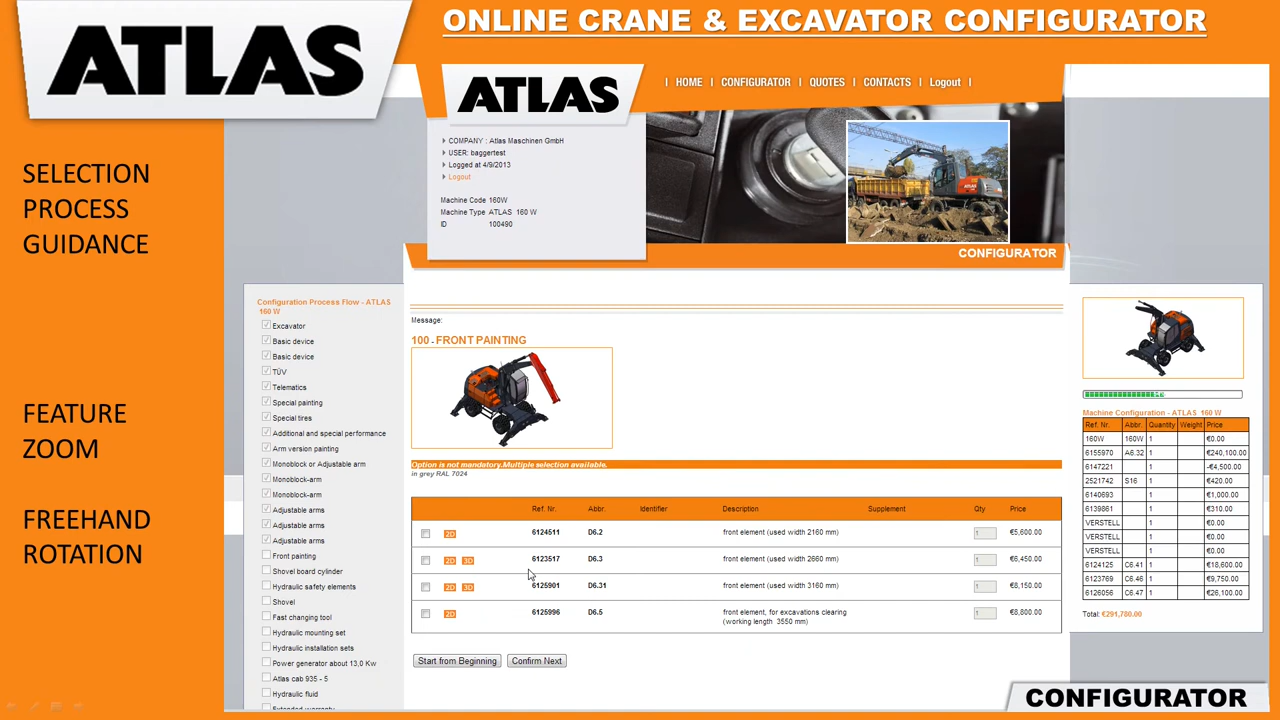 ATLAS
ONLINE CRANE & EXCAVATOR CONFIGURATOR
SELECTION
PROCESS
GUIDANCE
FEATURE
ZOOM
FREEHAND
ROTATION
ATLAS
| HOME | CONFIGURATOR | QUOTES | CONTACTS | Logout |
COMPANY : Atlas Maschinen GmbH
USER: baggertest
Logged at 4/9/2013
Logout
Machine Code 160W
Machine Type ATLAS 160 W
ID 100490
CONFIGURATOR
Configuration Process Flow - ATLAS
160 W
Excavator
Basic device
Basic device
TÜV
Telematics
Special painting
Special tires
Additional and special performance
Arm version painting
Monoblock or Adjustable arm
Monoblock-arm
Monoblock-arm
Adjustable arms
Adjustable arms
Adjustable arms
Front painting
Shovel board cylinder
Hydraulic safety elements
Shovel
Fast changing tool
Hydraulic mounting set
Hydraulic installation sets
Power generator about 13,0 Kw
Atlas cab 935 - 5
Hydraulic fluid
Message:
100 - FRONT PAINTING
Option is not mandatory.Multiple selection available.
in grey RAL 7024
Ref. Nr. Abbr. Identifier Description Supplement Qty Price
2D 6124511 D6.2 front element (used width 2160 mm) 1 €5,600.00
2D 3D 6123517 D6.3 front element (used width 2660 mm) 1 €6,450.00
2D 3D 6125901 D6.31 front element (used width 3160 mm) 1 €8,150.00
2D 6125996 D6.5 front element, for excavations clearing 1 €8,800.00
(working length 3550 mm)
Start from Beginning Confirm Next
Machine Configuration - ATLAS 160 W
Ref. Nr. Abbr. Quantity Weight Price
160W 160W 1 €0.00
6155970 A6.32 1 €240,100.00
6147221 1 -€4,500.00
2521742 S16 1 €420.00
6140693 1 €1,000.00
6139861 1 €310.00
VERSTELL 1 €0.00
VERSTELL 1 €0.00
VERSTELL 1 €0.00
6124125 C6.41 1 €18,600.00
6123769 C6.46 1 €9,750.00
6126056 C6.47 1 €26,100.00
Total: €291,780.00
CONFIGURATOR